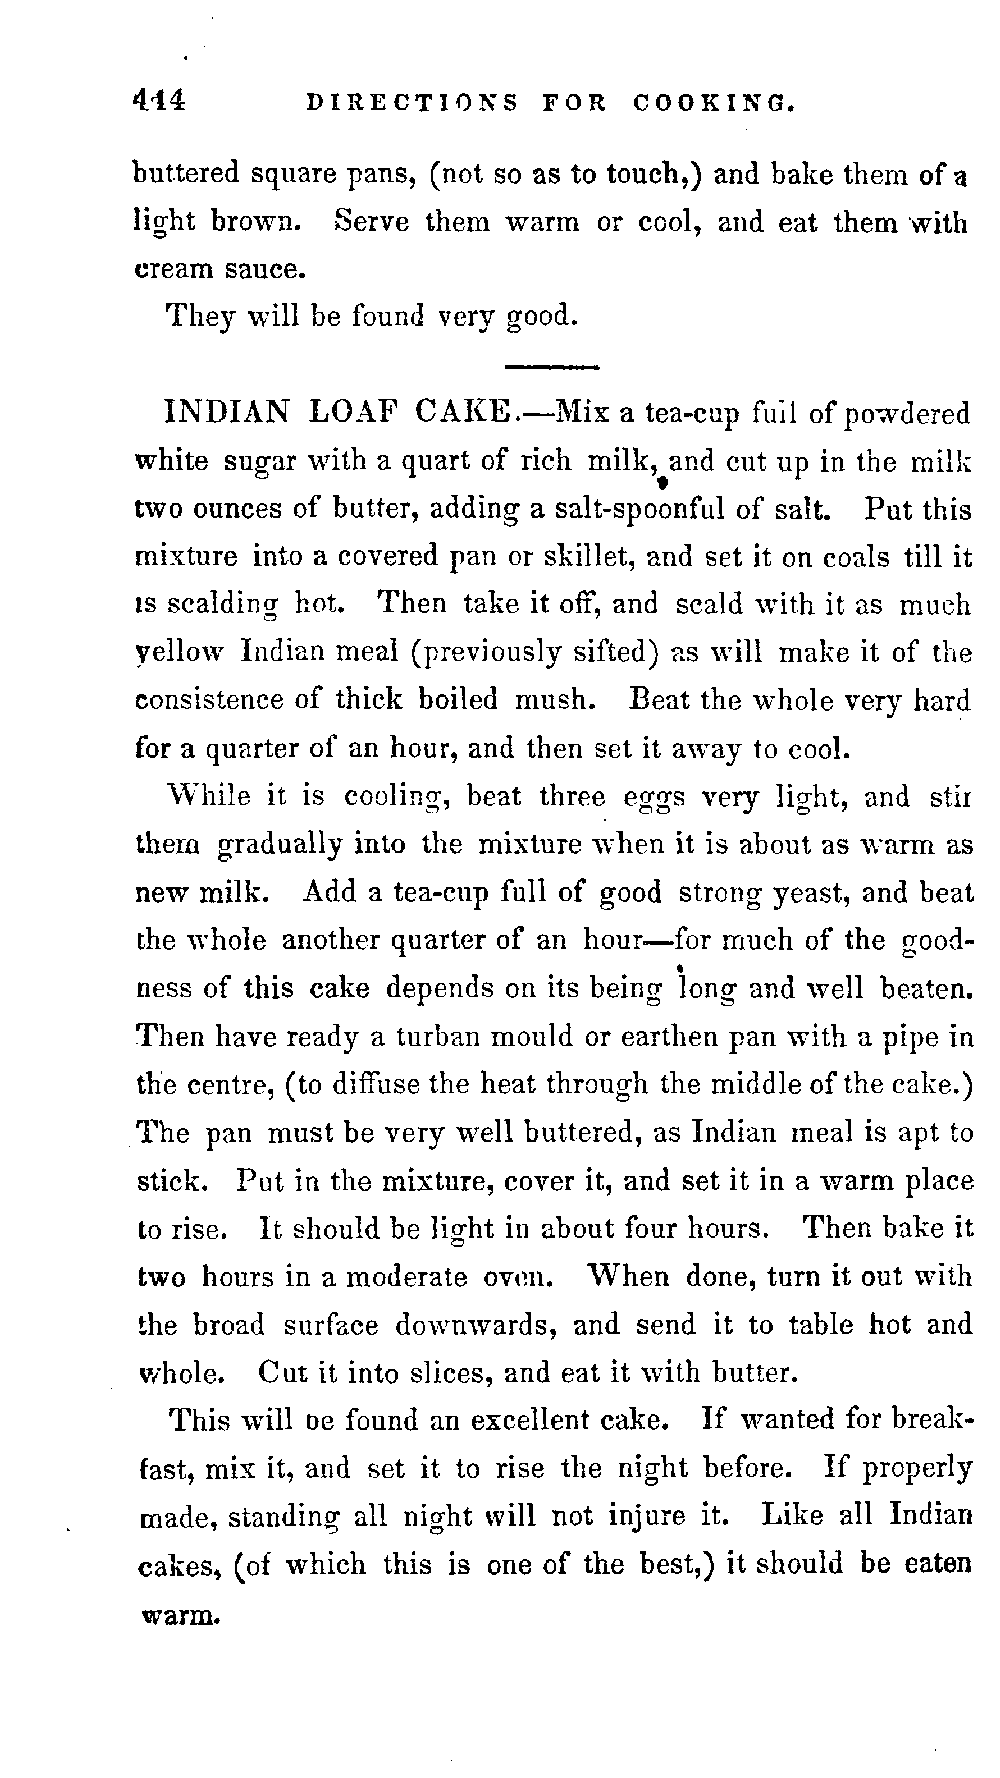 444 DIRECTIONS FOR COOKING.
buttered square pans, (not so as to touch,) and bake them of a
light brown. Serve them warm or cool, and eat them with
cream sauce.
They will be found very good.
INDIAN LOAF CAKE.—Mix a tea-cup full of powdered
white sugar with a quart of rich milk, and cut up in the milk
two ounces of butter, adding a salt-spoonful of salt. Put this
mixture into a covered pan or skillet, and set it on coals till it
is scalding hot. Then take it off, and scald with it as much
yellow Indian meal (previously sifted) as will make it of the
consistence of thick boiled mush. Beat the whole very hard
for a quarter of an hour, and then set it away to cool.
While it is cooling, beat three eggs very light, and stir
them gradually into the mixture when it is about as warm as
new milk. Add a tea-cup full of good strong yeast, and beat
the whole another quarter of an hour—for much of the good-
ness of this cake depends on its being long and well beaten.
Then have ready a turban mould or earthen pan with a pipe in
the centre, (to diffuse the heat through the middle of the cake.)
The pan must be very well buttered, as Indian meal is apt to
stick. Put in the mixture, cover it, and set it in a warm place
to rise. It should be light in about four hours. Then bake it
two hours in a moderate oven. When done, turn it out with
the broad surface downwards, and send it to table hot and
whole. Cut it into slices, and eat it with butter.
This will be found an excellent cake. If wanted for break-
fast, mix it, and set it to rise the night before. If properly
made, standing all night will not injure it. Like all Indian
cakes, (of which this is one of the best,) it should be eaten
warm.